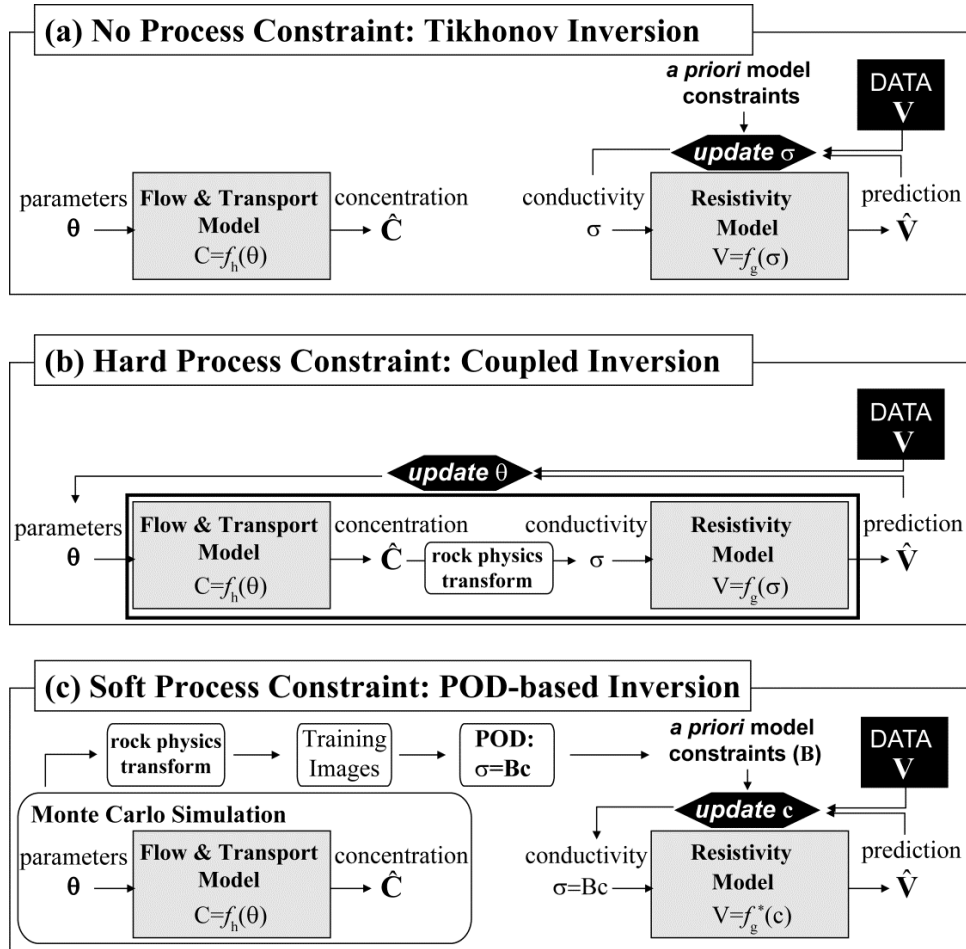 (a) No Process Constraint: Tikhonov Inversion
a priori model
constraints
DATA
V
update σ
parameters
θ
Flow & Transport
Model
C=fh(θ)
concentration
Ĉ
conductivity
σ
Resistivity
Model
V=fg(σ)
prediction
V̂
(b) Hard Process Constraint: Coupled Inversion
DATA
V
update θ
parameters
θ
Flow & Transport
Model
C=fh(θ)
concentration
Ĉ
rock physics
transform
conductivity
σ
Resistivity
Model
V=fg(σ)
prediction
V̂
(c) Soft Process Constraint: POD-based Inversion
rock physics
transform
Training
Images
POD:
σ=Bc
a priori model
constraints (B)
DATA
V
update c
Monte Carlo Simulation
parameters
θ
Flow & Transport
Model
C=fh(θ)
concentration
Ĉ
conductivity
σ=Bc
Resistivity
Model
V=fg*(c)
prediction
V̂